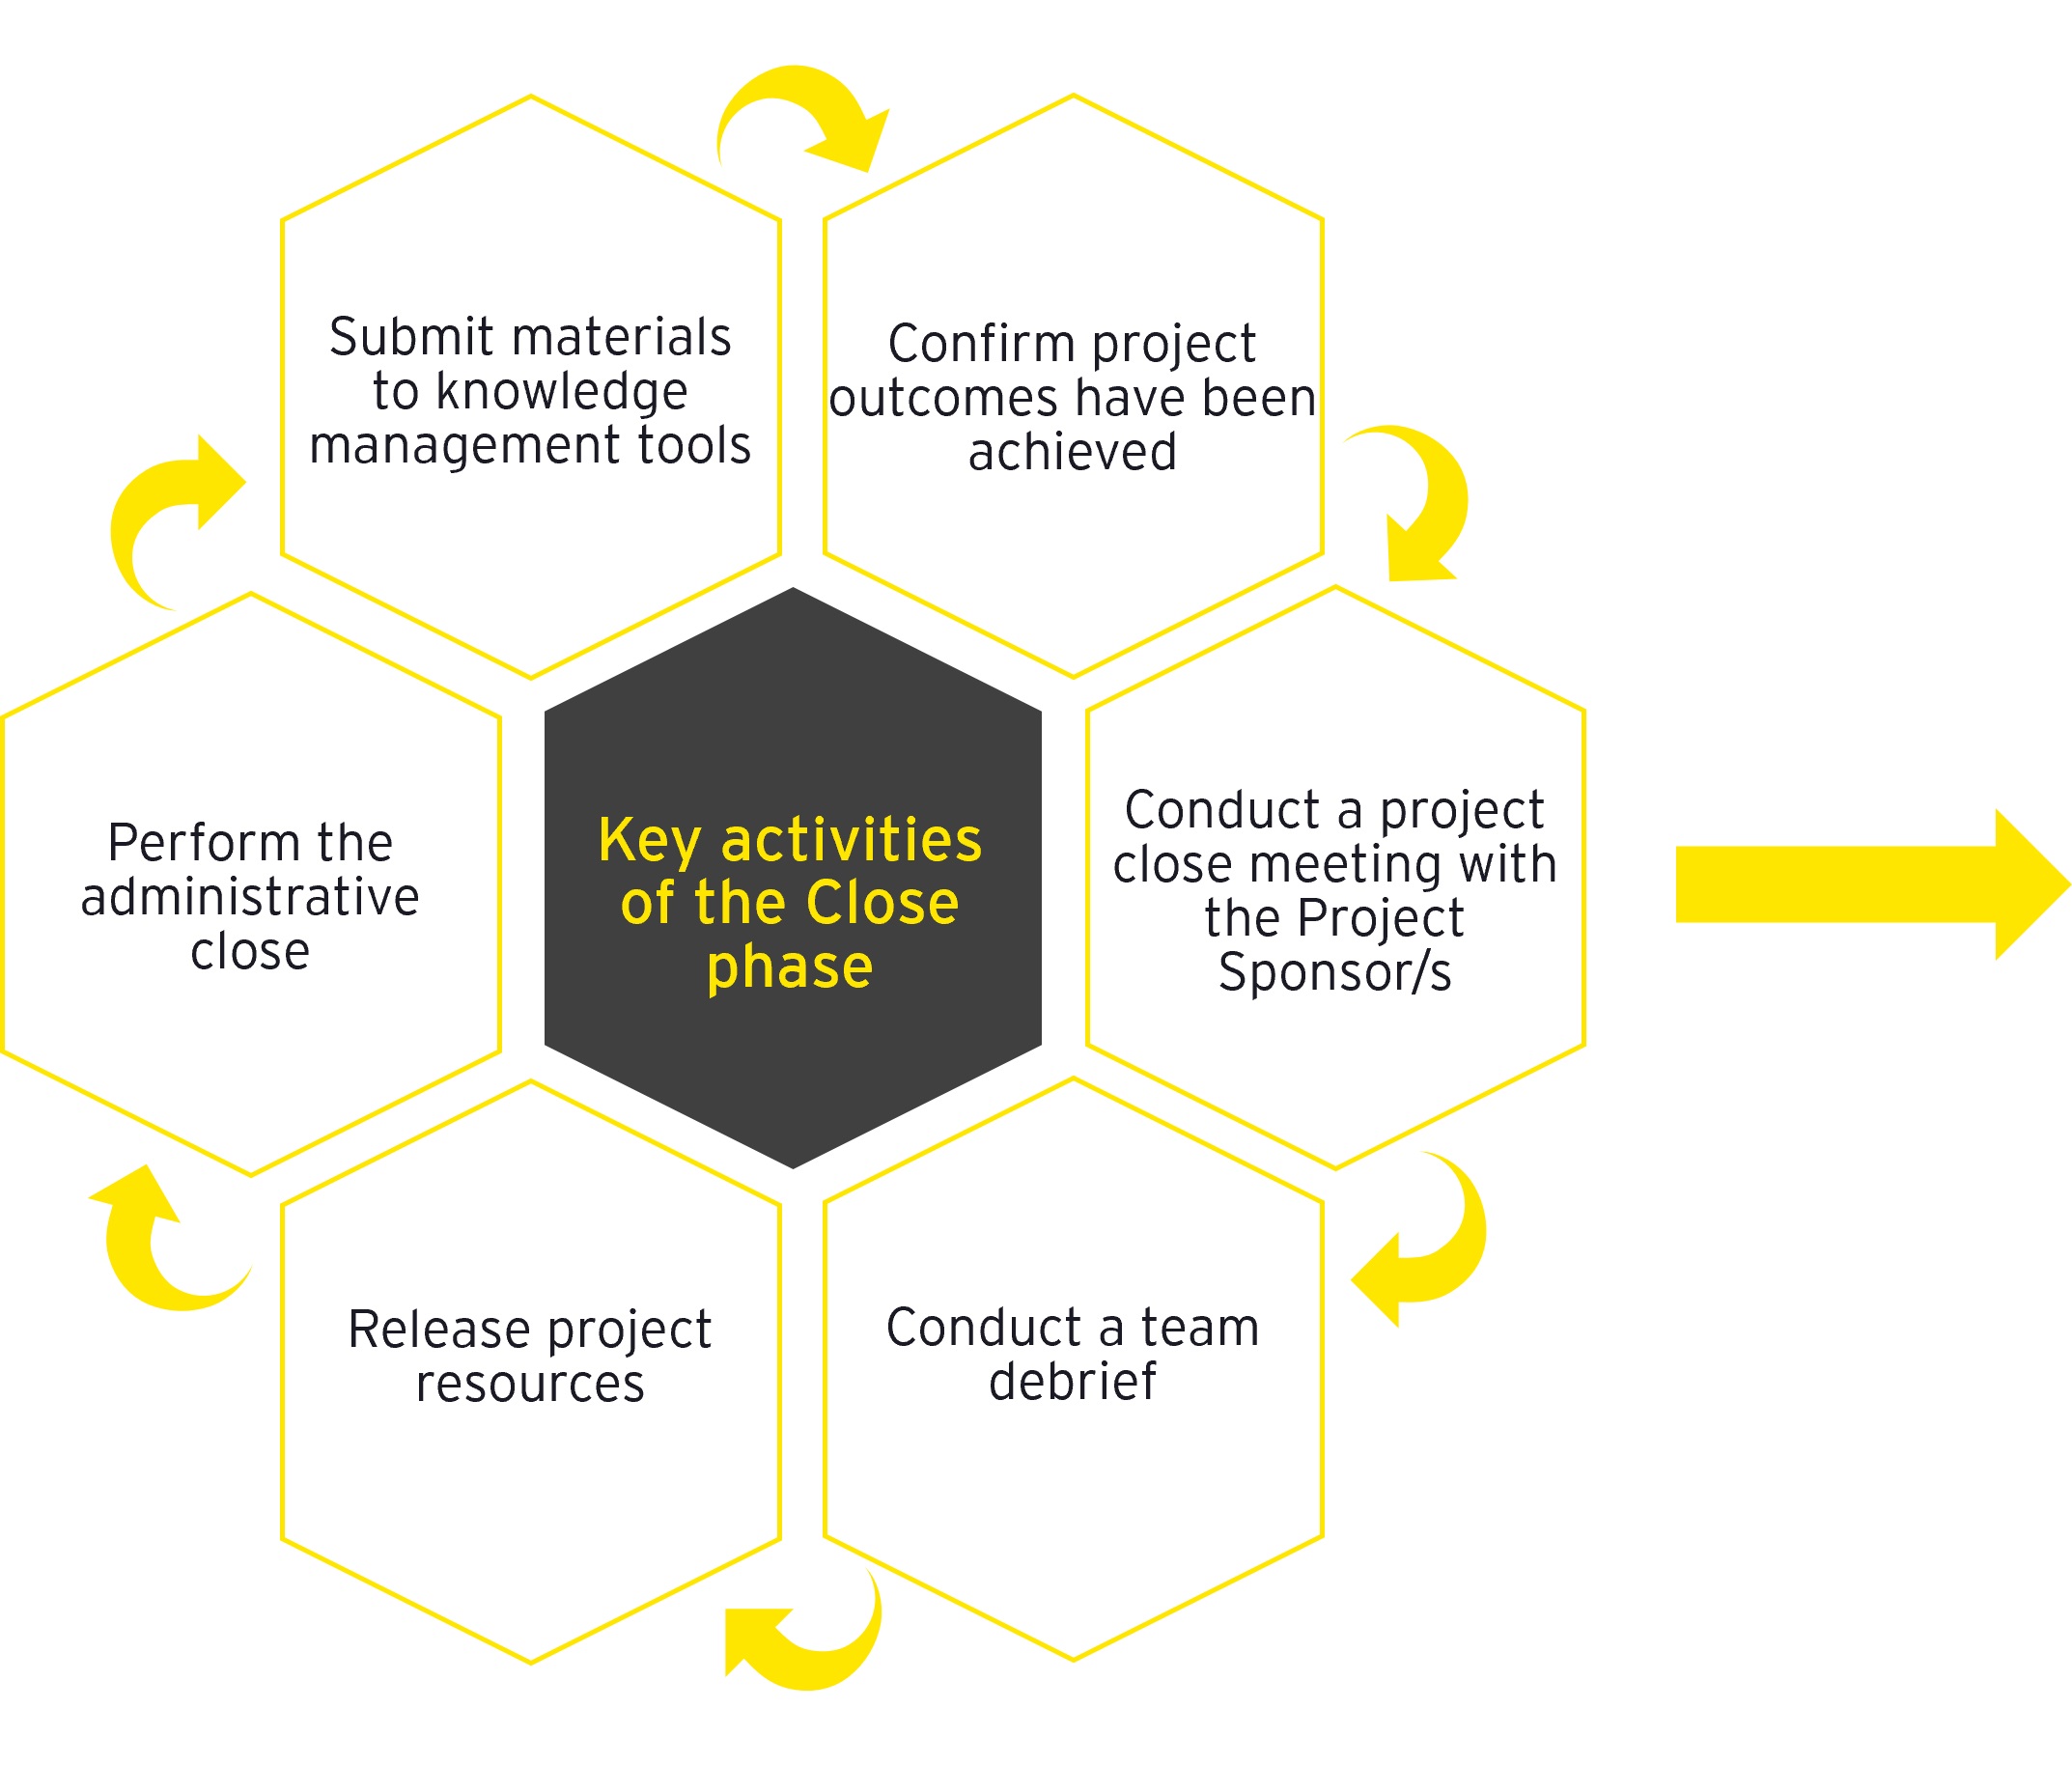 Submit materials
to knowledge
management tools
Confirm project
outcomes have been
achieved
Perform the
administrative
close
Key activities
of the Close
phase
Conduct a project
close meeting with
the Project
Sponsor/s
Release project
resources
Conduct a team
debrief